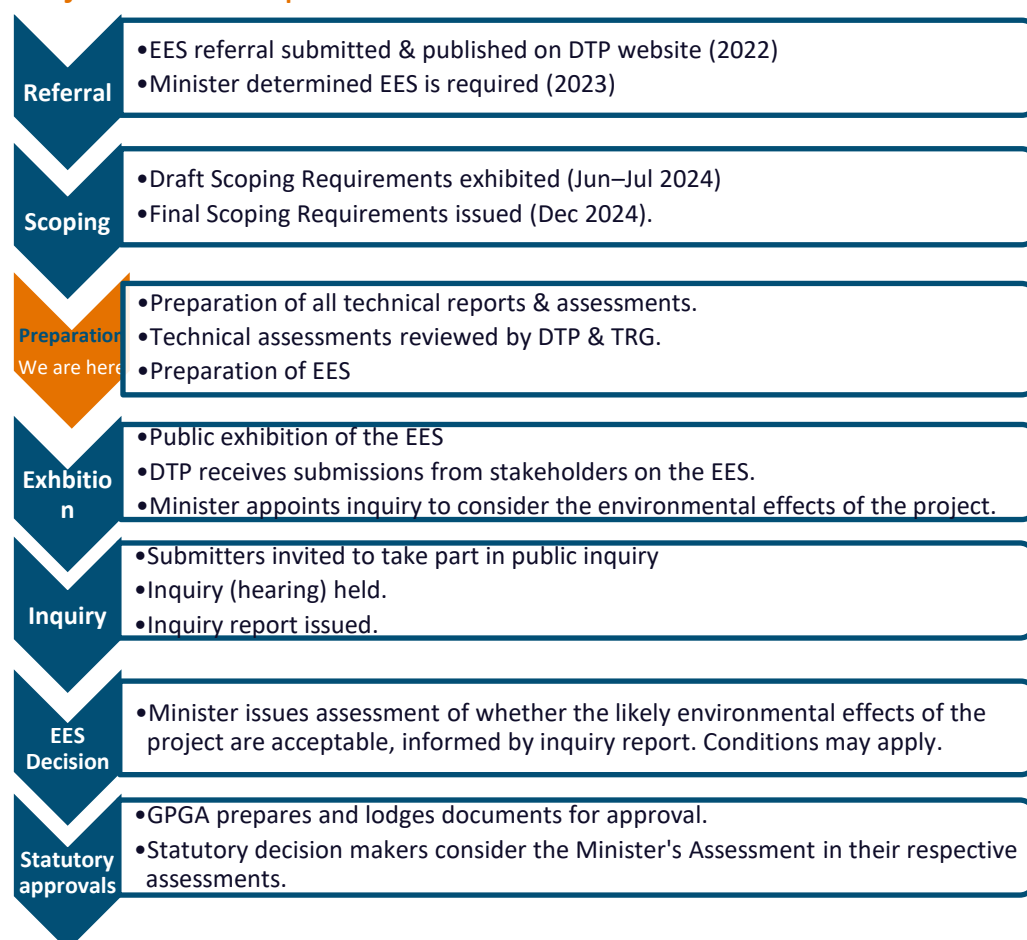 Referral
•EES referral submitted & published on DTP website (2022)
•Minister determined EES is required (2023)
Scoping
•Draft Scoping Requirements exhibited (Jun–Jul 2024)
•Final Scoping Requirements issued (Dec 2024).
Preparation
We are here
•Preparation of all technical reports & assessments.
•Technical assessments reviewed by DTP & TRG.
•Preparation of EES
Exhbitio
n
•Public exhibition of the EES
•DTP receives submissions from stakeholders on the EES.
•Minister appoints inquiry to consider the environmental effects of the project.
Inquiry
•Submitters invited to take part in public inquiry
•Inquiry (hearing) held.
•Inquiry report issued.
EES
Decision
•Minister issues assessment of whether the likely environmental effects of the
project are acceptable, informed by inquiry report. Conditions may apply.
Statutory
approvals
•GPGA prepares and lodges documents for approval.
•Statutory decision makers consider the Minister's Assessment in their respective
assessments.